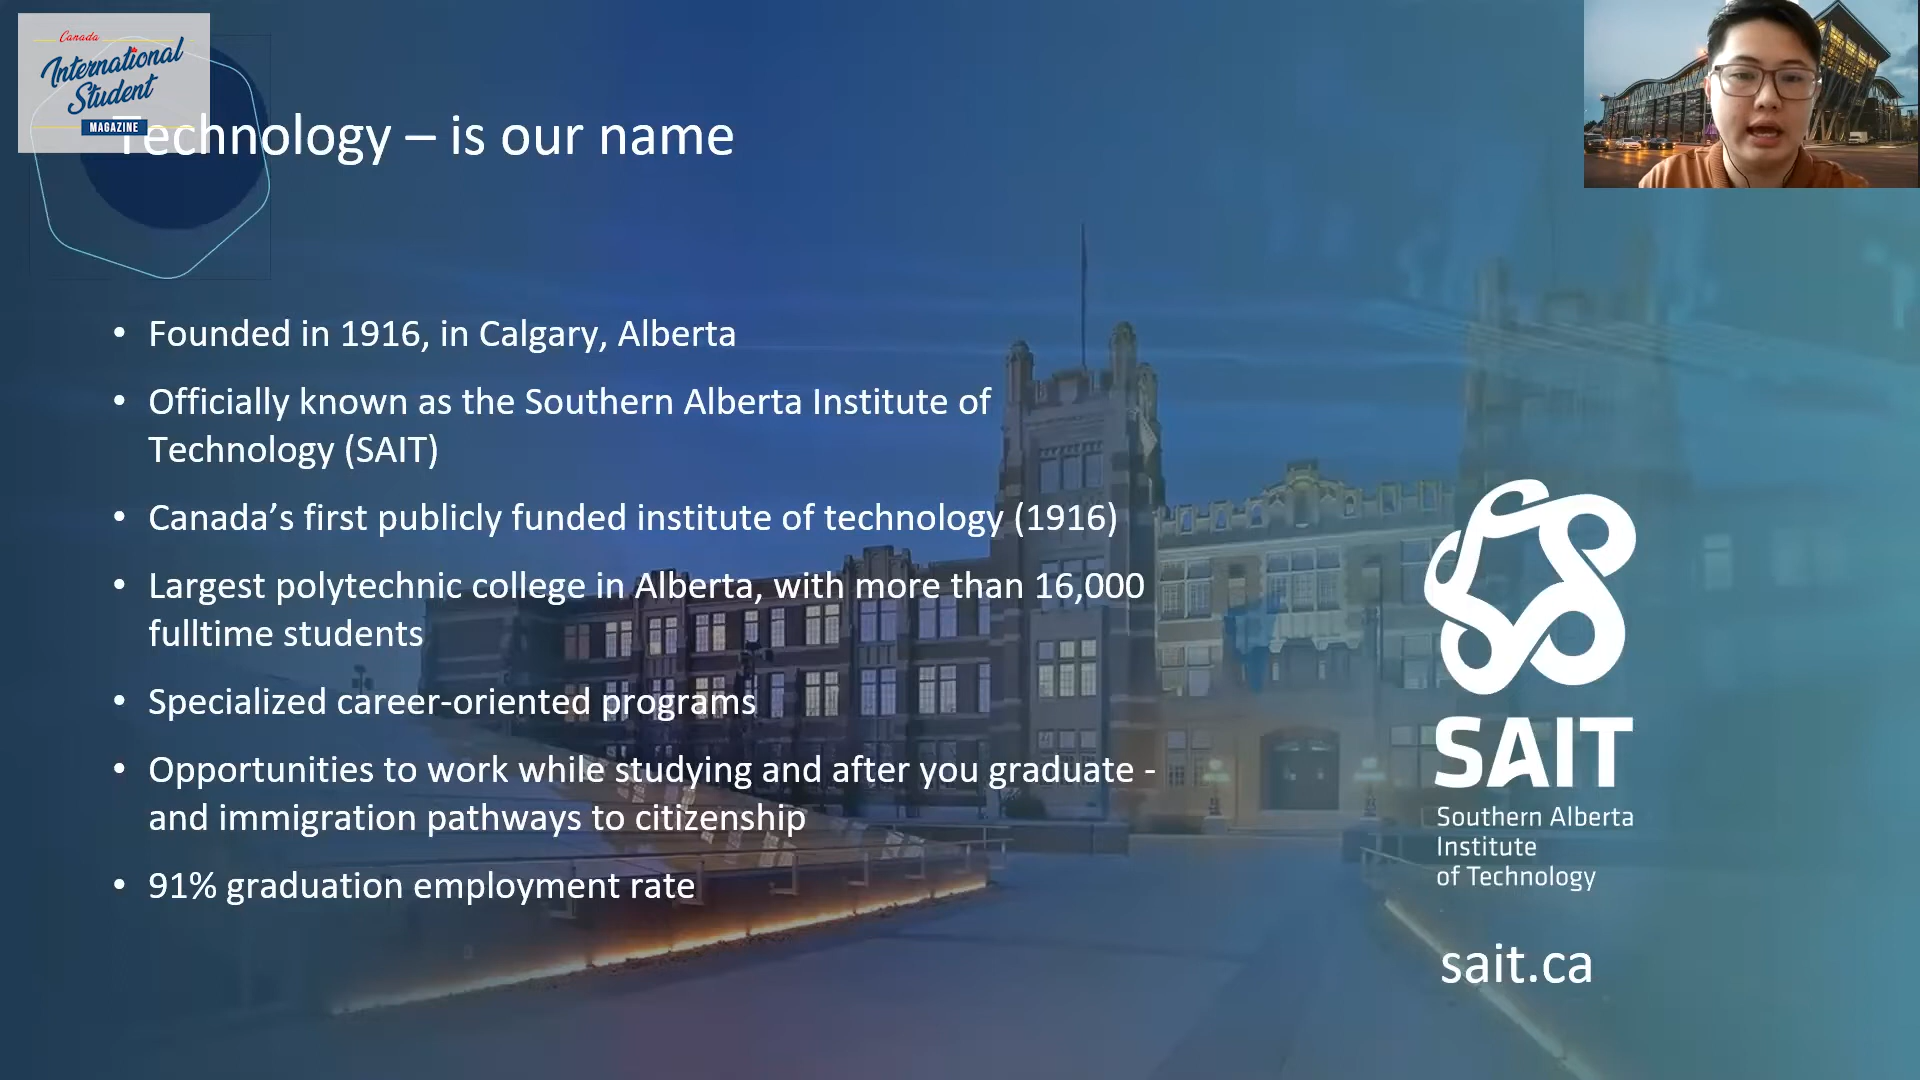 Canada
International
Student
MAGAZINE
Technology – is our name
• Founded in 1916, in Calgary, Alberta
• Officially known as the Southern Alberta Institute of
Technology (SAIT)
• Canada’s first publicly funded institute of technology (1916)
• Largest polytechnic college in Alberta, with more than 16,000
fulltime students
• Specialized career-oriented programs
• Opportunities to work while studying and after you graduate -
and immigration pathways to citizenship
• 91% graduation employment rate
SAIT
Southern Alberta
Institute
of Technology
sait.ca